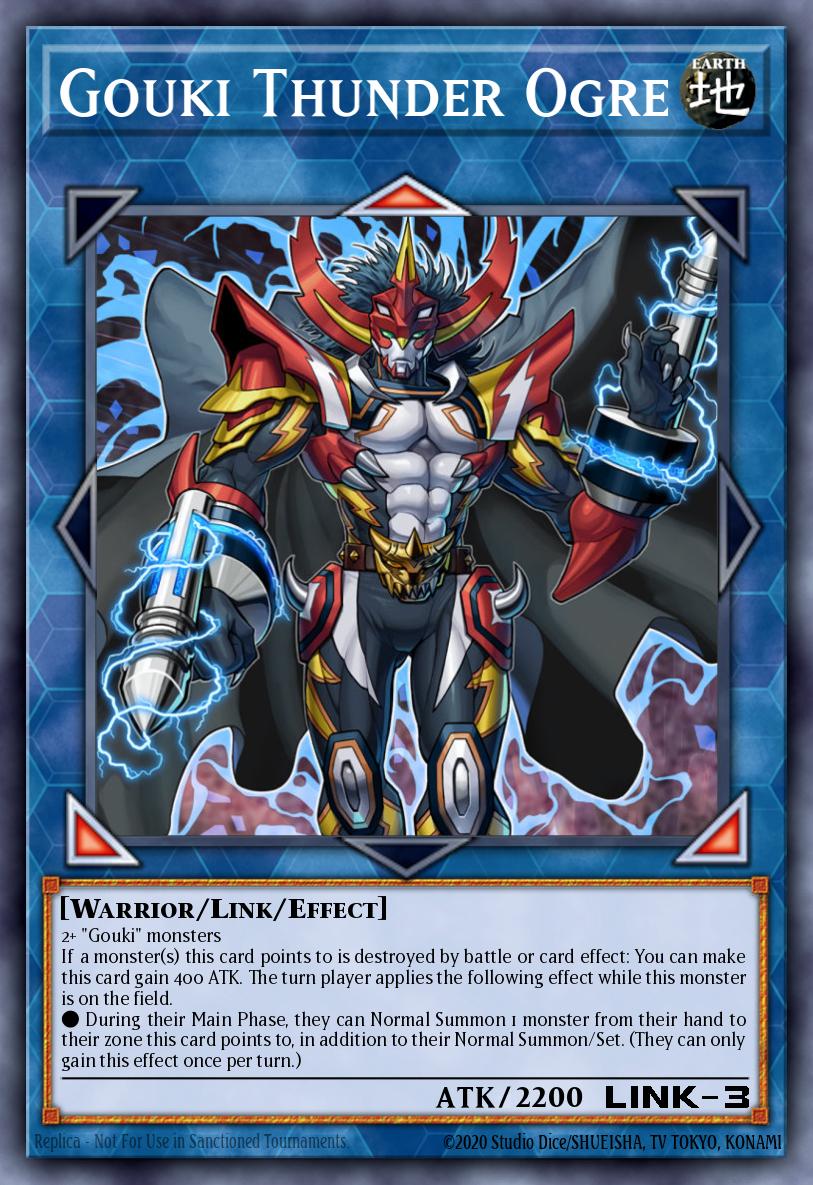 Gouki Thunder Ogre
EARTH
地
[Warrior/Link/Effect]
2+ "Gouki" monsters
If a monster(s) this card points to is destroyed by battle or card effect: You can make
this card gain 400 ATK. The turn player applies the following effect while this monster
is on the field.
● During their Main Phase, they can Normal Summon 1 monster from their hand to
their zone this card points to, in addition to their Normal Summon/Set. (They can only
gain this effect once per turn.)
ATK/2200 LINK-3
Replica - Not For Use in Sanctioned Tournaments.
©2020 Studio Dice/SHUEISHA, TV TOKYO, KONAMI